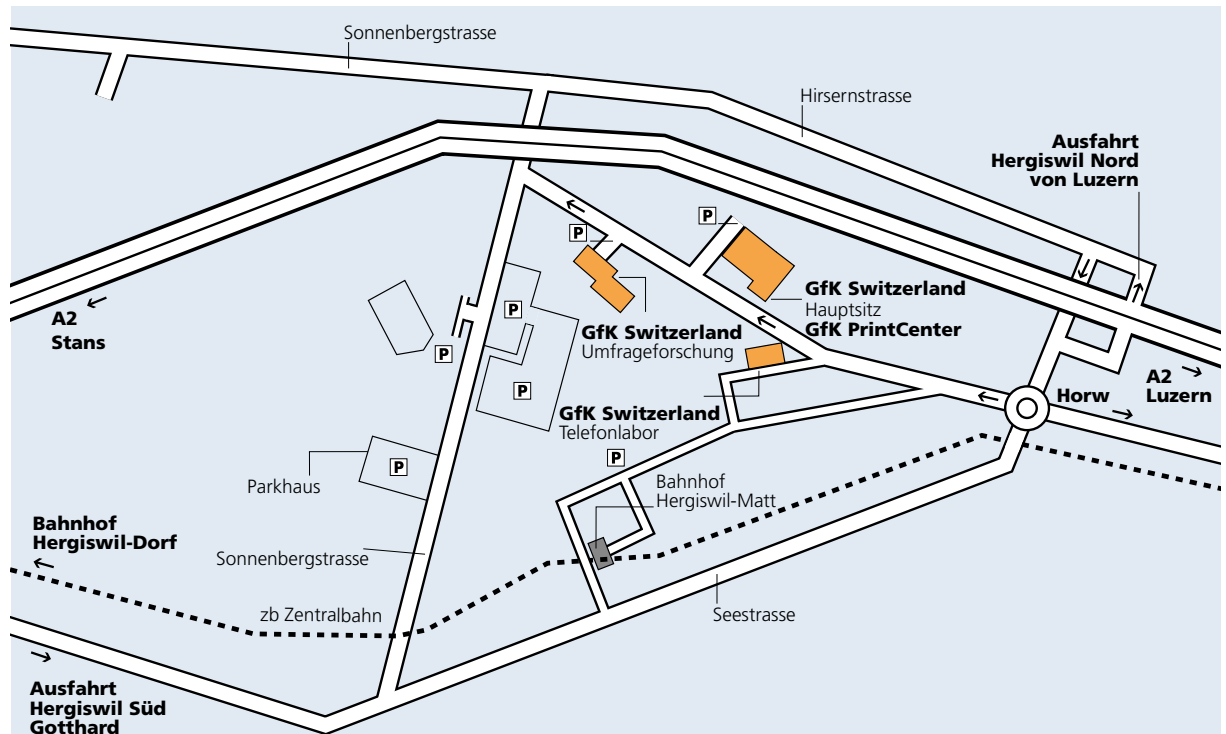 Sonnenbergstrasse
Hirsernstrasse
Ausfahrt
Hergiswil Nord
von Luzern
P
P
GfK Switzerland
Hauptsitz
GfK PrintCenter
A2
Stans
P
P
GfK Switzerland
Umfrageforschung
P
A2
Luzern
Horw
GfK Switzerland
Telefonlabor
P
P
Parkhaus
Bahnhof
Hergiswil-Matt
Bahnhof
Hergiswil-Dorf
Sonnenbergstrasse
zb Zentralbahn
Seestrasse
Ausfahrt
Hergiswil Süd
Gotthard